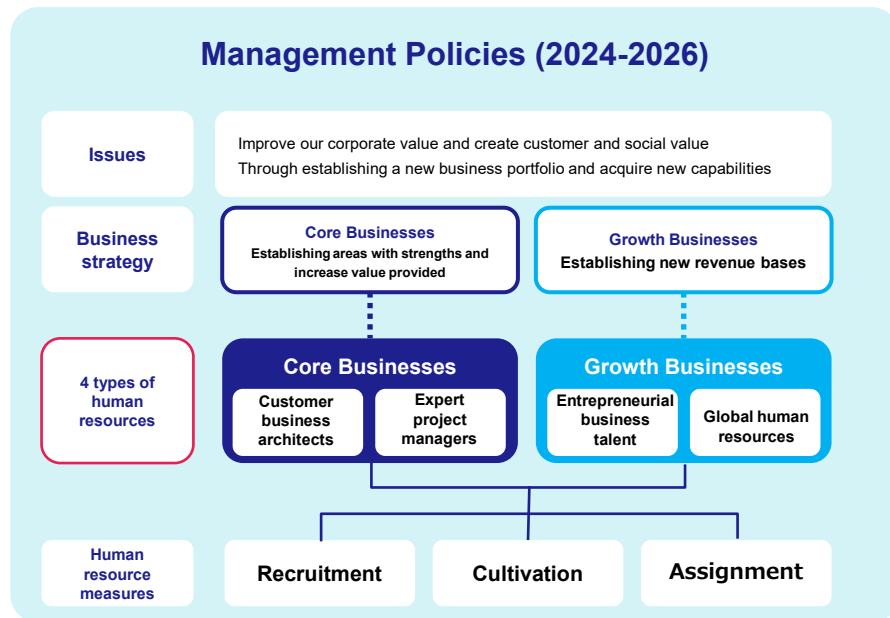 Management Policies (2024-2026)
Issues
Improve our corporate value and create customer and social value
Through establishing a new business portfolio and acquire new capabilities
Business
strategy
Core Businesses
Establishing areas with strengths and
increase value provided
Growth Businesses
Establishing new revenue bases
4 types of
human
resources
Core Businesses
Customer
business
architects
Expert
project
managers
Growth Businesses
Entrepreneurial
business
talent
Global human
resources
Human
resource
measures
Recruitment
Cultivation
Assignment